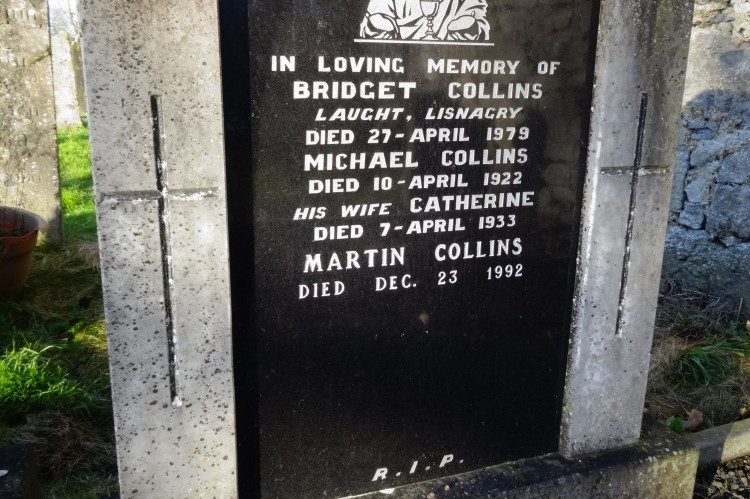 IN LOVING MEMORY OF
BRIDGET COLLINS
LAUGHT, LISNAGRY
DIED 27-APRIL 1979
MICHAEL COLLINS
DIED 10-APRIL 1922
HIS WIFE CATHERINE
DIED 7-APRIL 1933
MARTIN COLLINS
DIED DEC. 23 1992
R.I.P.